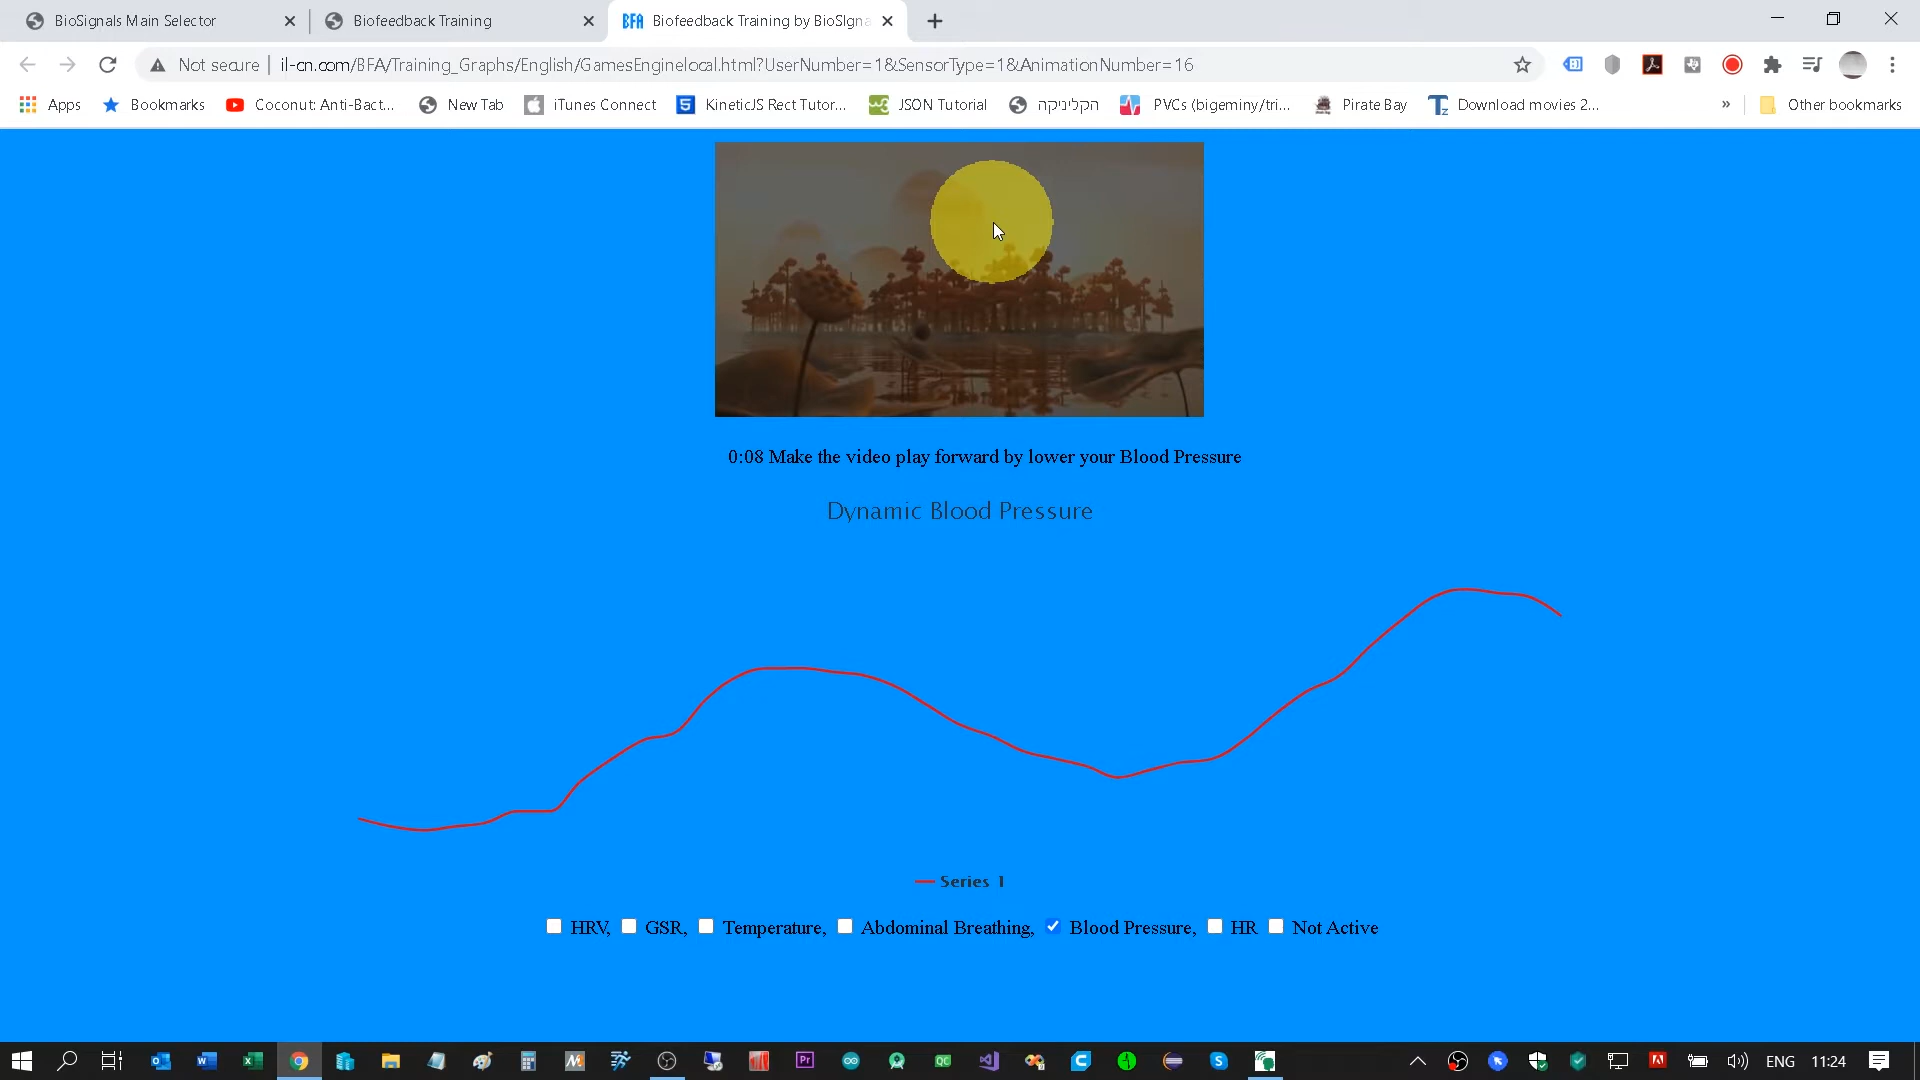 BioSignals Main Selector
Biofeedback Training
BFA Biofeedback Training by BioSIgna
Not secure | il-cn.com/BFA/Training_Graphs/English/GamesEnginelocal.html?UserNumber=1&SensorType=1&AnimationNumber=16
Apps Bookmarks Coconut: Anti-Bact... New Tab iTunes Connect KineticJS Rect Tutor... JSON Tutorial הקליניקה PVCs (bigeminy/tri... Pirate Bay Download movies 2... » Other bookmarks
0:08 Make the video play forward by lower your Blood Pressure
Dynamic Blood Pressure
Series 1
HRV, GSR, Temperature, Abdominal Breathing, Blood Pressure, HR Not Active
ENG 11:24